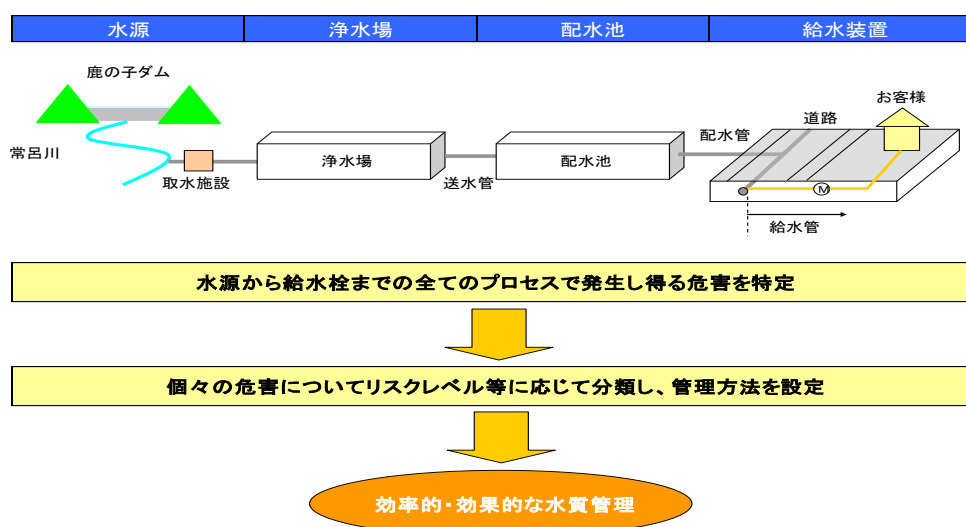 水源
浄水場
配水池
給水装置
鹿の子ダム
お客様
道路
配水管
常呂川
浄水場
配水池
取水施設
送水管
M
給水管
水源から給水栓までの全てのプロセスで発生し得る危害を特定
個々の危害についてリスクレベル等に応じて分類し、管理方法を設定
効率的・効果的な水質管理